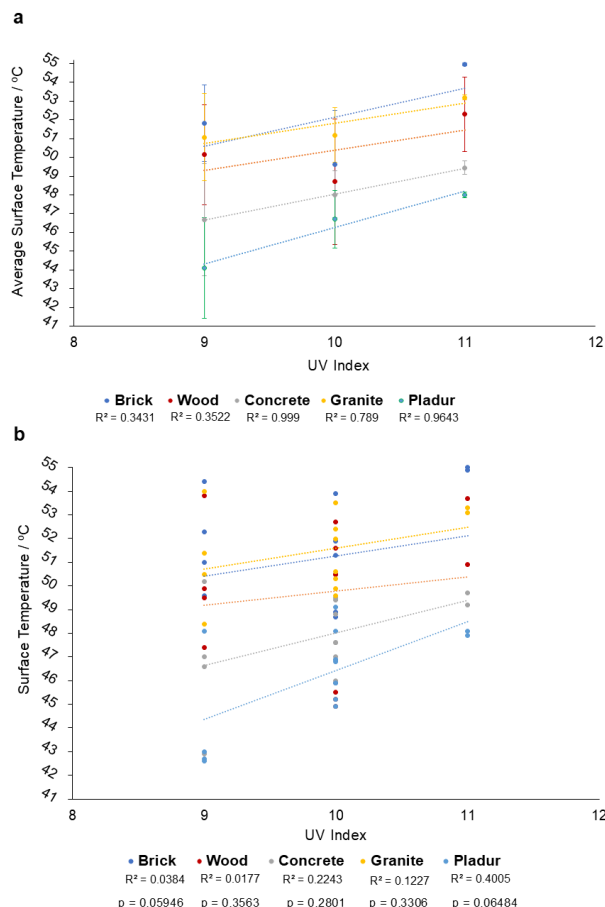 a
Average Surface Temperature / °C
55
54
53
52
51
50
49
48
47
46
45
44
43
42
41
8 9 10 11 12
UV Index
Brick Wood Concrete Granite Pladur
R² = 0.3431 R² = 0.3522 R² = 0.999 R² = 0.789 R² = 0.9643
b
Surface Temperature / °C
55
54
53
52
51
50
49
48
47
46
45
44
43
42
41
8 9 10 11 12
UV Index
Brick Wood Concrete Granite Pladur
R² = 0.0384 R² = 0.0177 R² = 0.2243 R² = 0.1227 R² = 0.4005
p = 0.05946 p = 0.3563 p = 0.2801 p = 0.3306 p = 0.06484